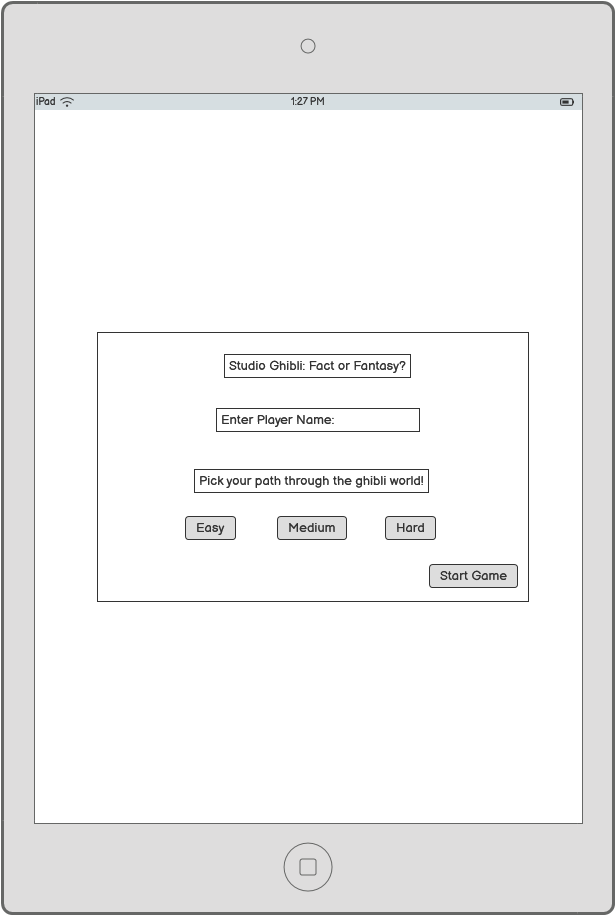 iPad 1:27 PM
Studio Ghibli: Fact or Fantasy?
Enter Player Name:
Pick your path through the ghibli world!
Easy Medium Hard
Start Game